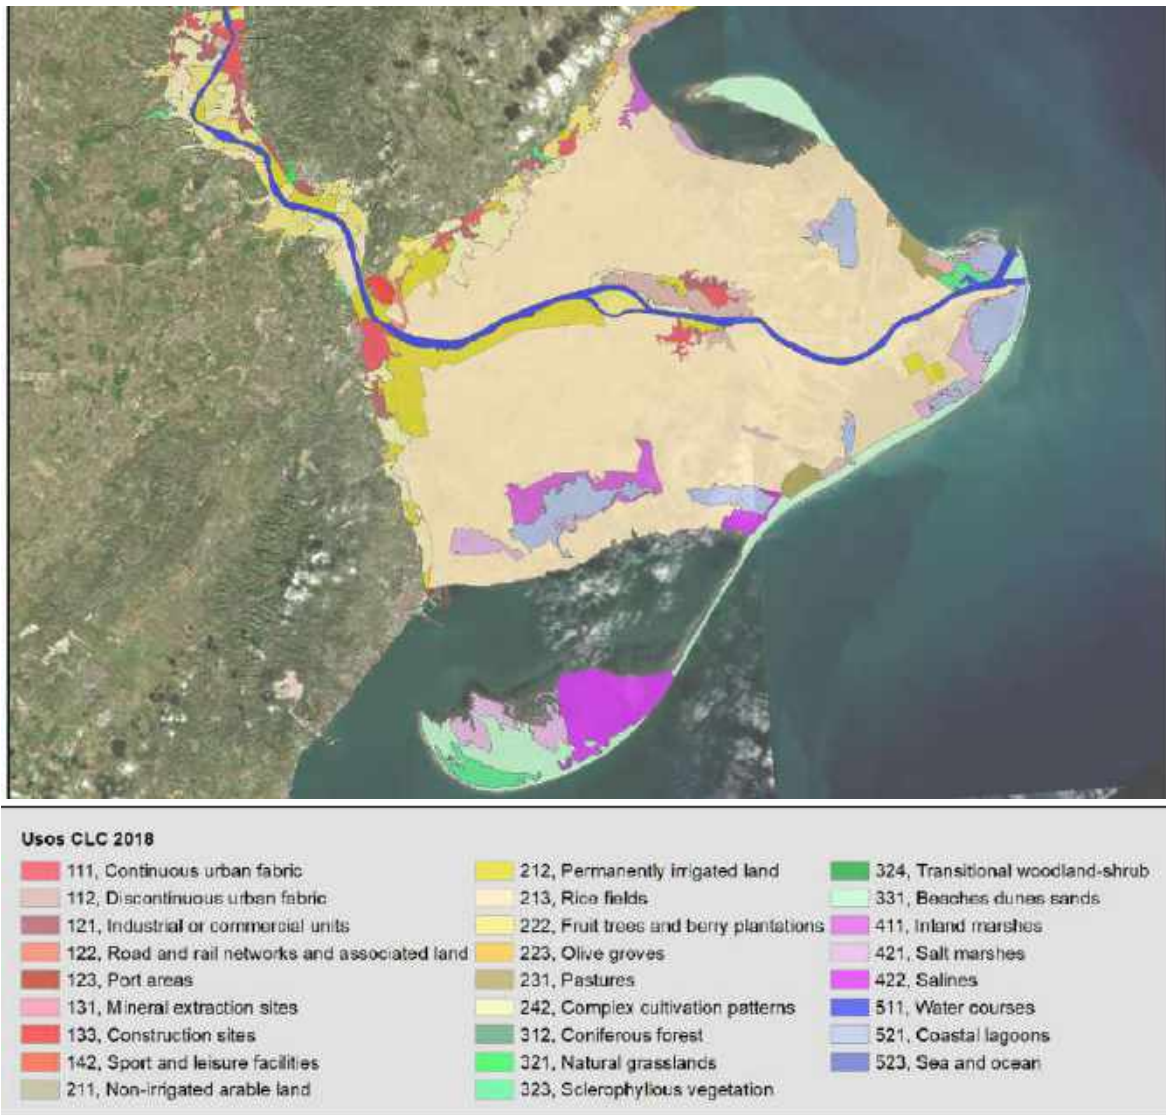 Usos CLC 2018
111, Continuous urban fabric
112, Discontinuous urban fabric
121, Industrial or commercial units
122, Road and rail networks and associated land
123, Port areas
131, Mineral extraction sites
133, Construction sites
142, Sport and leisure facilities
211, Non-irrigated arable land
212, Permanently irrigated land
213, Rice fields
222, Fruit trees and berry plantations
223, Olive groves
231, Pastures
242, Complex cultivation patterns
312, Coniferous forest
321, Natural grasslands
323, Sclerophyllous vegetation
324, Transitional woodland-shrub
331, Beaches dunes sands
411, Inland marshes
421, Salt marshes
422, Salines
511, Water courses
521, Coastal lagoons
523, Sea and ocean